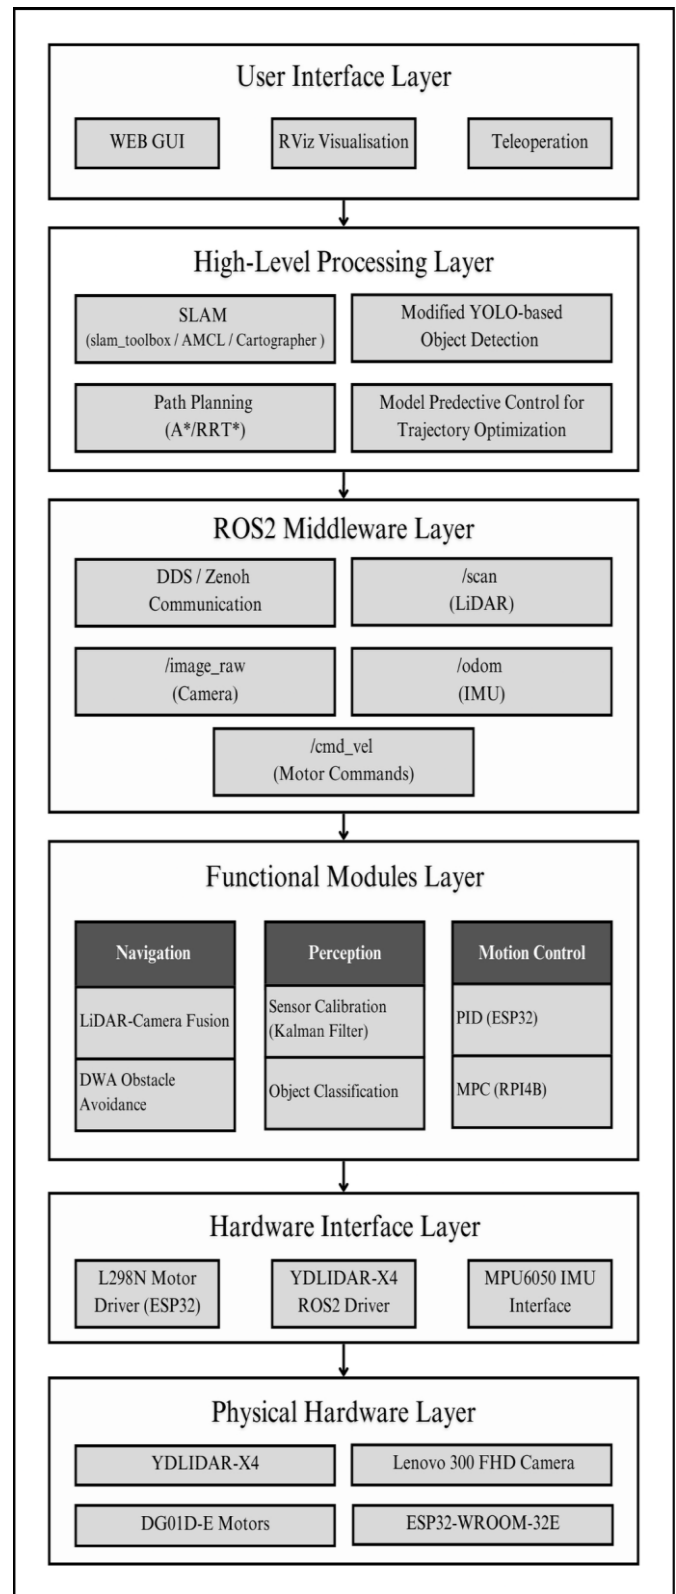 User Interface Layer
WEB GUI
RViz Visualisation
Teleoperation
High-Level Processing Layer
SLAM
(slam_toolbox / AMCL / Cartographer )
Modified YOLO-based
Object Detection
Path Planning
(A*/RRT*)
Model Predective Control for
Trajectory Optimization
ROS2 Middleware Layer
DDS / Zenoh
Communication
/scan
(LiDAR)
/image_raw
(Camera)
/odom
(IMU)
/cmd_vel
(Motor Commands)
Functional Modules Layer
Navigation
Perception
Motion Control
LiDAR-Camera Fusion
Sensor Calibration
(Kalman Filter)
PID (ESP32)
DWA Obstacle
Avoidance
Object Classification
MPC (RPI4B)
Hardware Interface Layer
L298N Motor
Driver (ESP32)
YDLIDAR-X4
ROS2 Driver
MPU6050 IMU
Interface
Physical Hardware Layer
YDLIDAR-X4
Lenovo 300 FHD Camera
DG01D-E Motors
ESP32-WROOM-32E